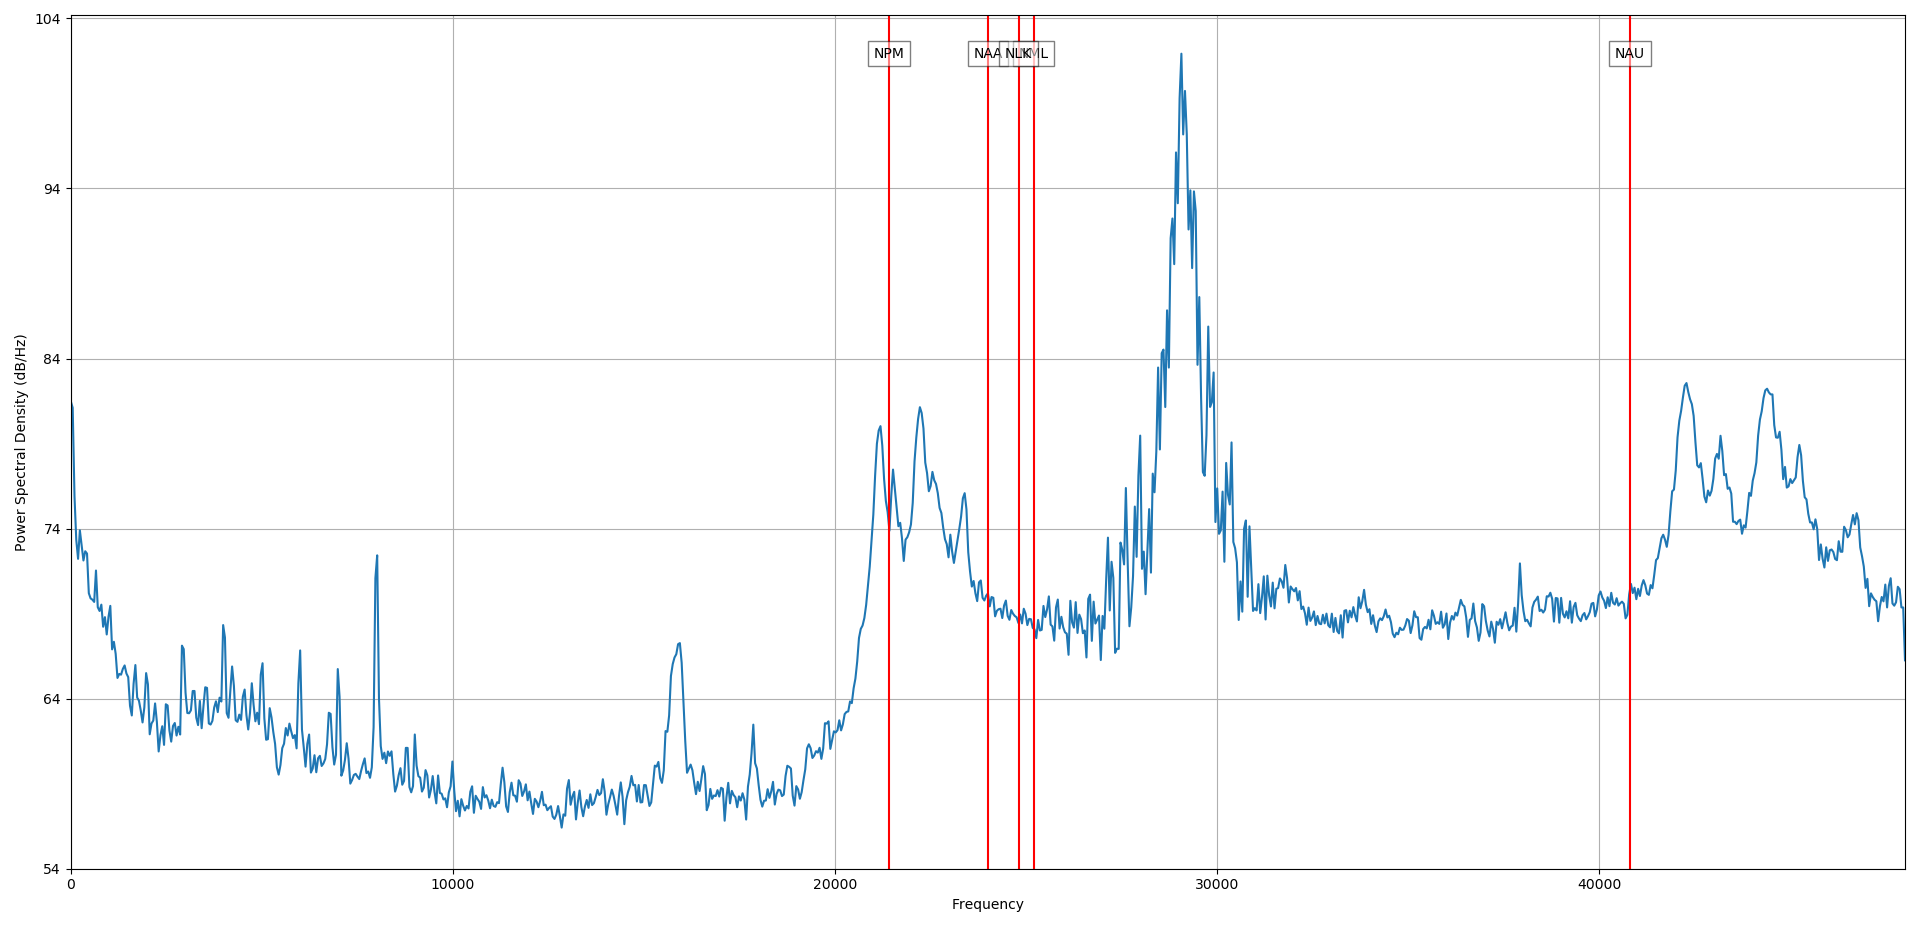 104
94
84
74
64
54
Power Spectral Density (dB/Hz)
NPM
NAA
NLK
NAU
0
10000
20000
30000
40000
Frequency